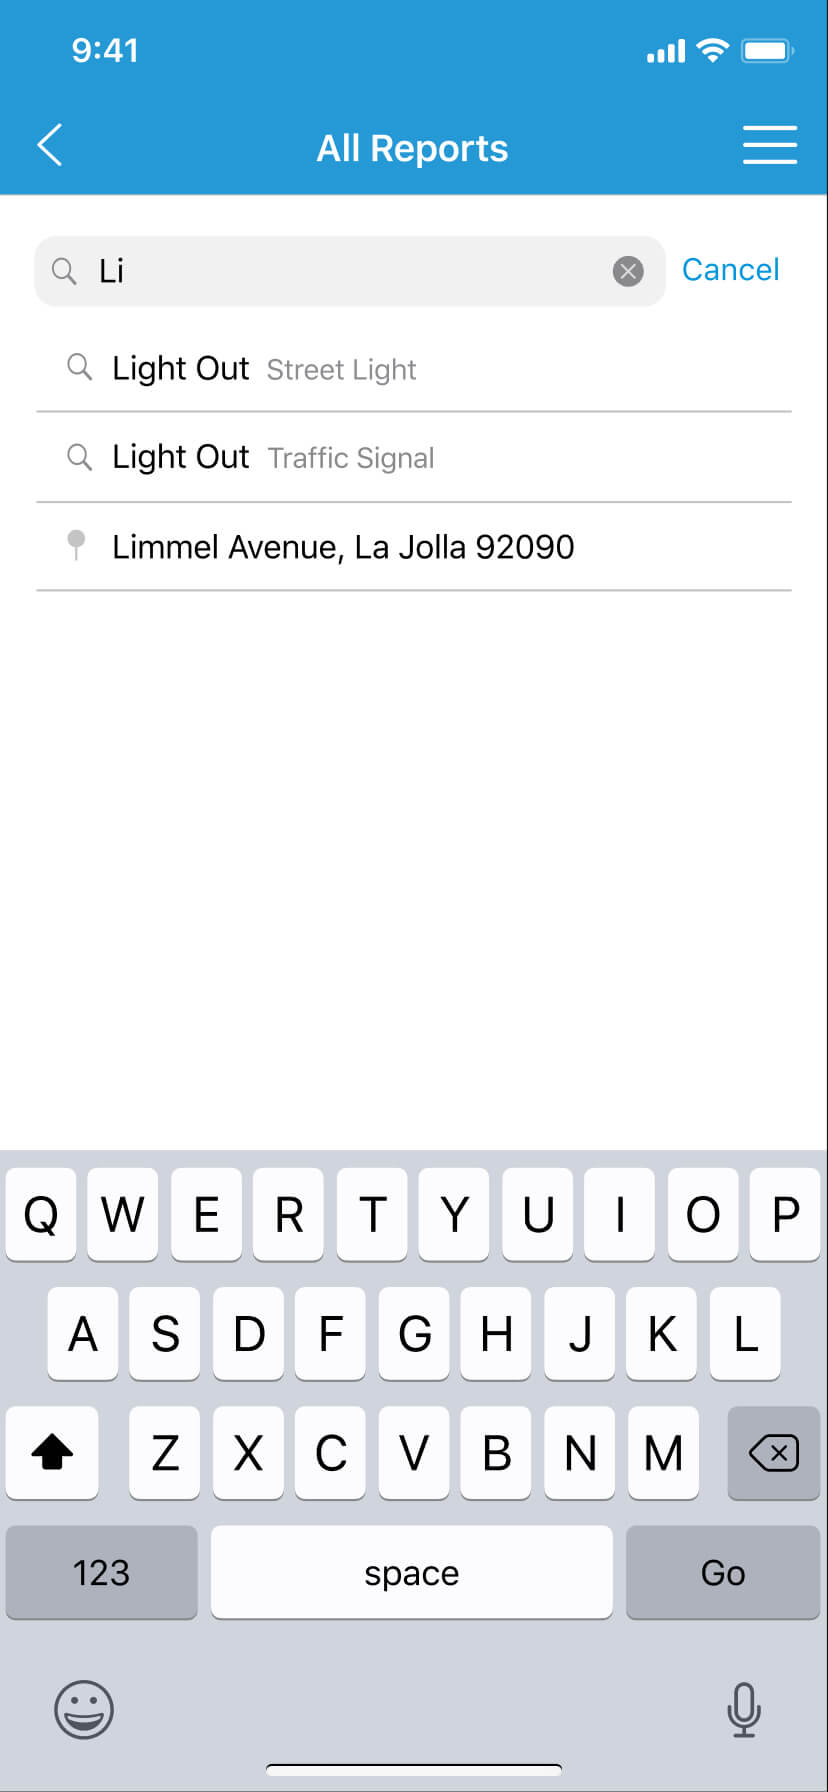 9:41
All Reports
Li
Cancel
Light Out Street Light
Light Out Traffic Signal
Limmel Avenue, La Jolla 92090
Q W E R T Y U I O P
A S D F G H J K L
Z X C V B N M
123 space Go